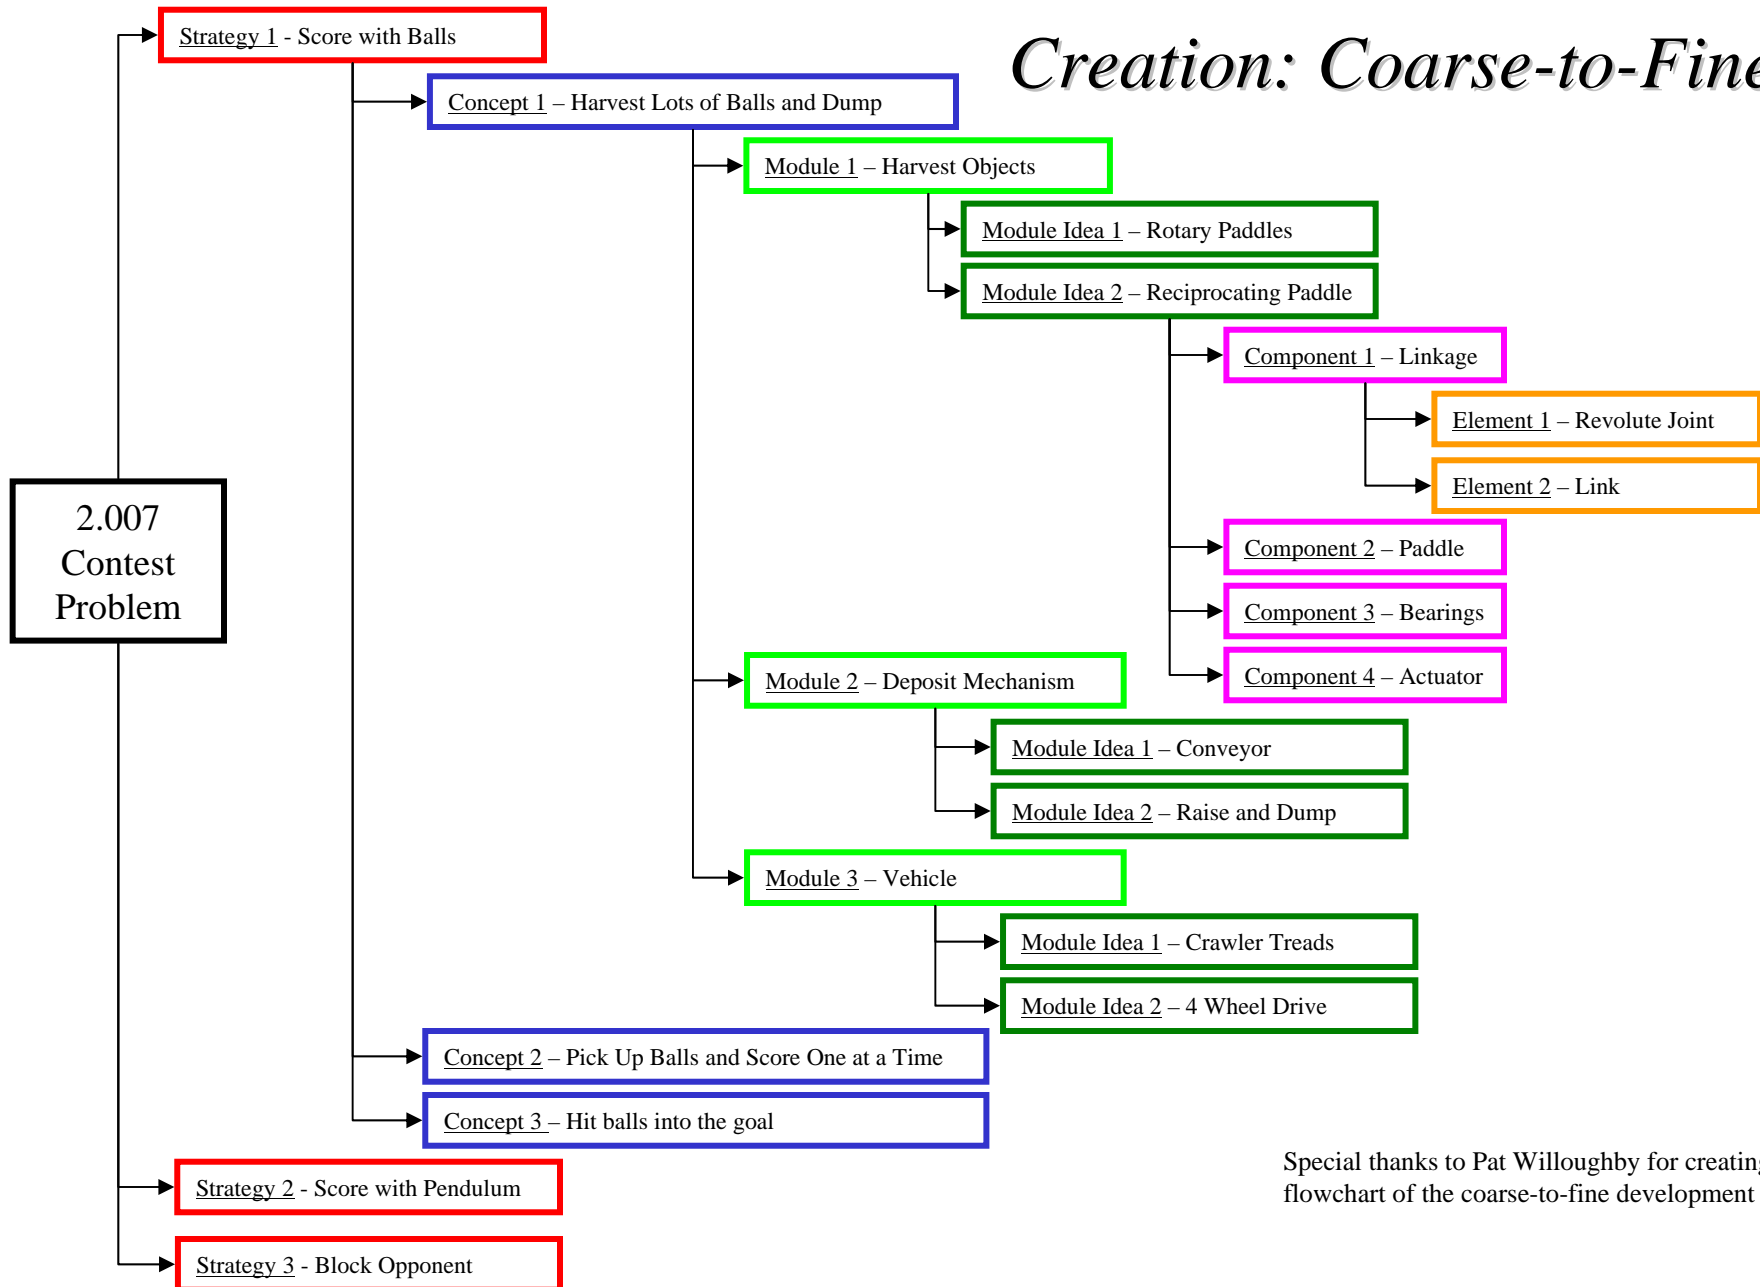 Creation: Coarse-to-Fine
Strategy 1 - Score with Balls
Concept 1 – Harvest Lots of Balls and Dump
Module 1 – Harvest Objects
Module Idea 1 – Rotary Paddles
Module Idea 2 – Reciprocating Paddle
Component 1 – Linkage
Element 1 – Revolute Joint
Element 2 – Link
2.007
Contest
Problem
Component 2 – Paddle
Component 3 – Bearings
Component 4 – Actuator
Module 2 – Deposit Mechanism
Module Idea 1 – Conveyor
Module Idea 2 – Raise and Dump
Module 3 – Vehicle
Module Idea 1 – Crawler Treads
Module Idea 2 – 4 Wheel Drive
Concept 2 – Pick Up Balls and Score One at a Time
Concept 3 – Hit balls into the goal
Strategy 2 - Score with Pendulum
Strategy 3 - Block Opponent
Special thanks to Pat Willoughby for creating
flowchart of the coarse-to-fine development